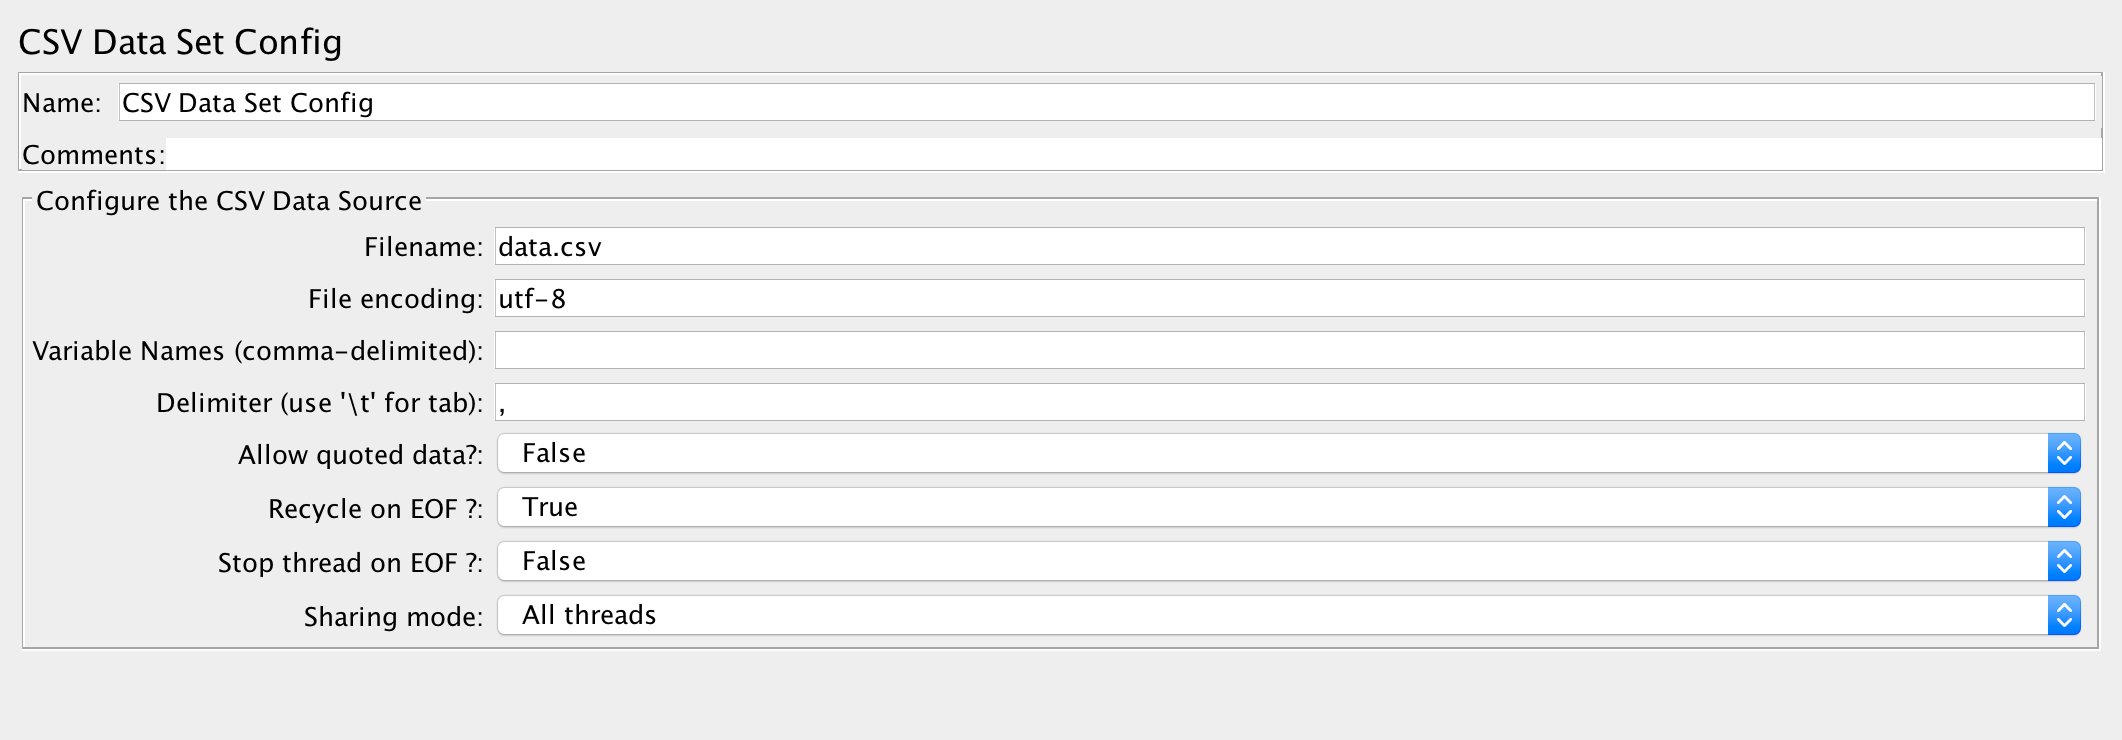 CSV Data Set Config
Name: CSV Data Set Config
Comments:
Configure the CSV Data Source
Filename: data.csv
File encoding: utf-8
Variable Names (comma-delimited):
Delimiter (use '\t' for tab): ,
Allow quoted data?: False
Recycle on EOF ?: True
Stop thread on EOF ?: False
Sharing mode: All threads